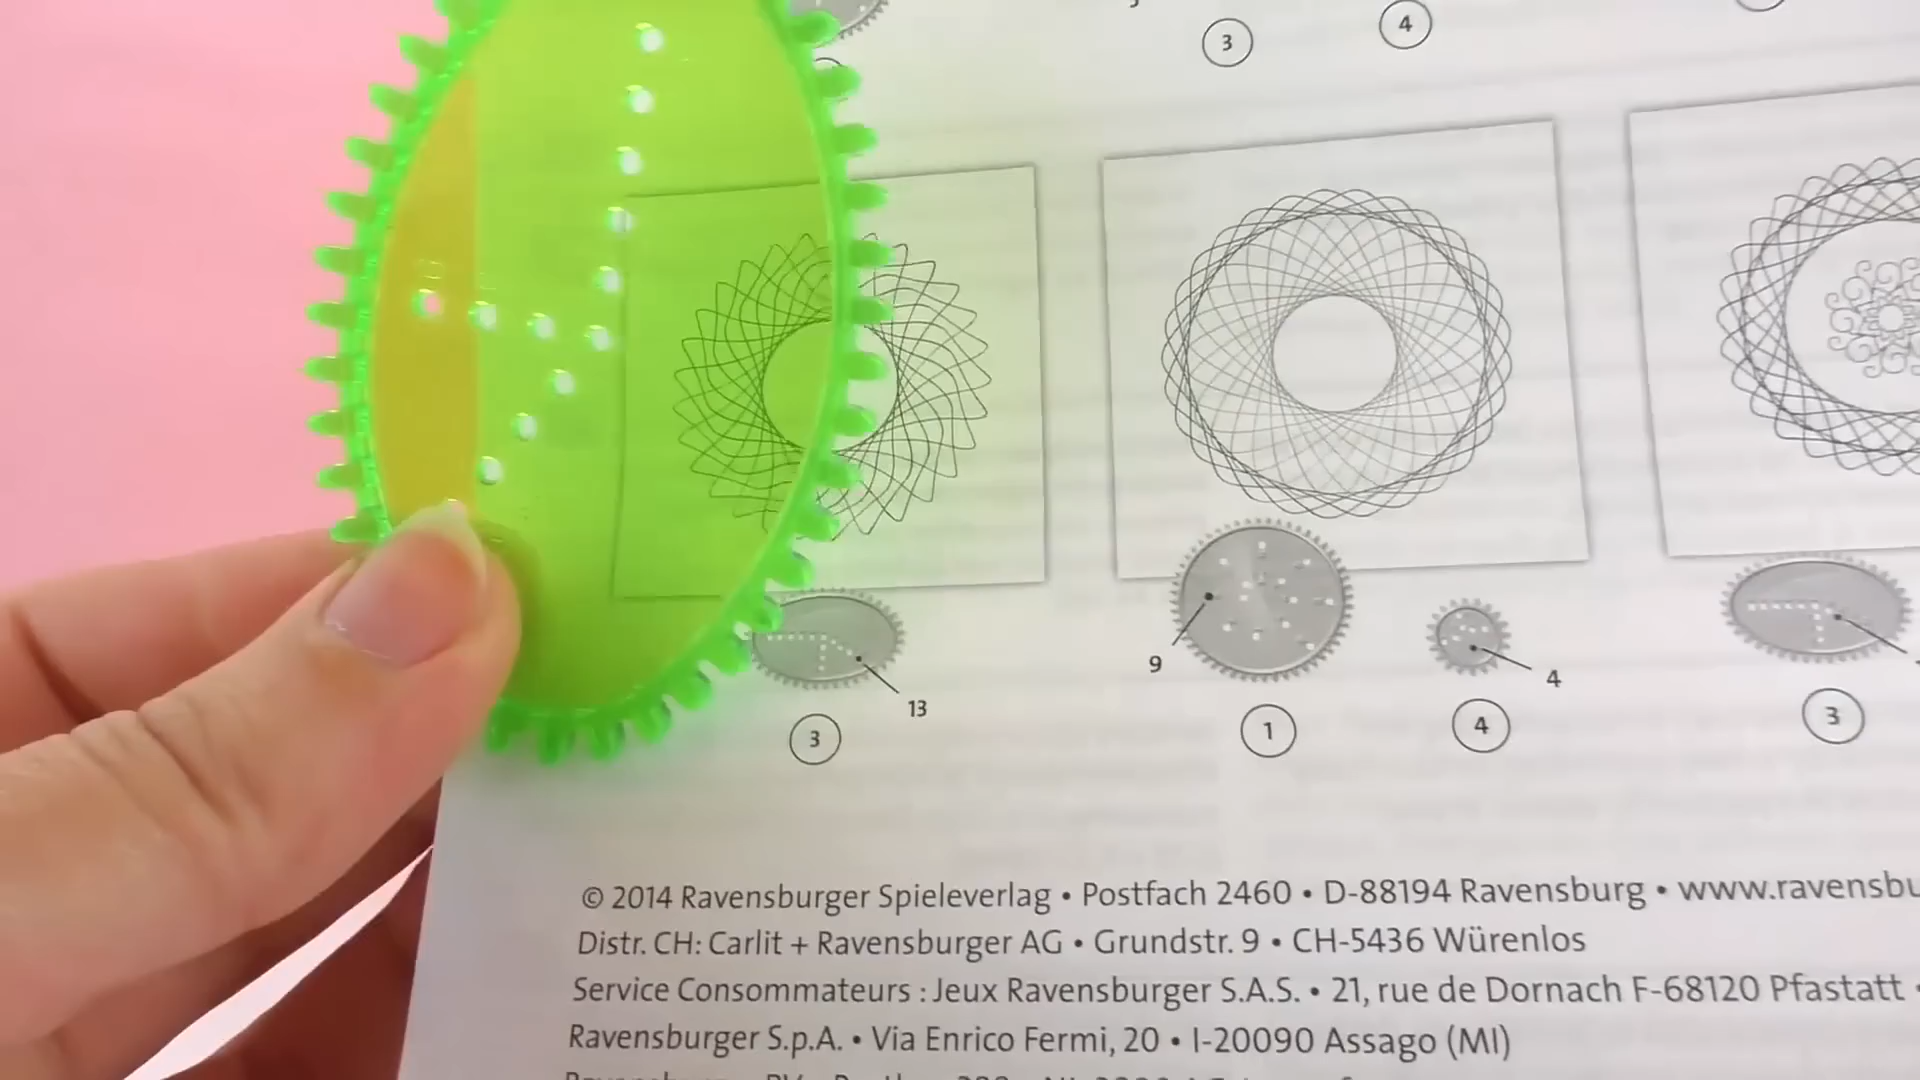 3
4
13
9
4
3
1
4
3
© 2014 Ravensburger Spieleverlag • Postfach 2460 • D-88194 Ravensburg •
Distr. CH: Carlit + Ravensburger AG • Grundstr. 9 • CH-5436 Würenlos
Service Consommateurs : Jeux Ravensburger S.A.S. • 21, rue de Dornach F-68120 Pfastatt •
Ravensburger S.p.A. • Via Enrico Fermi, 20 • I-20090 Assago (MI)